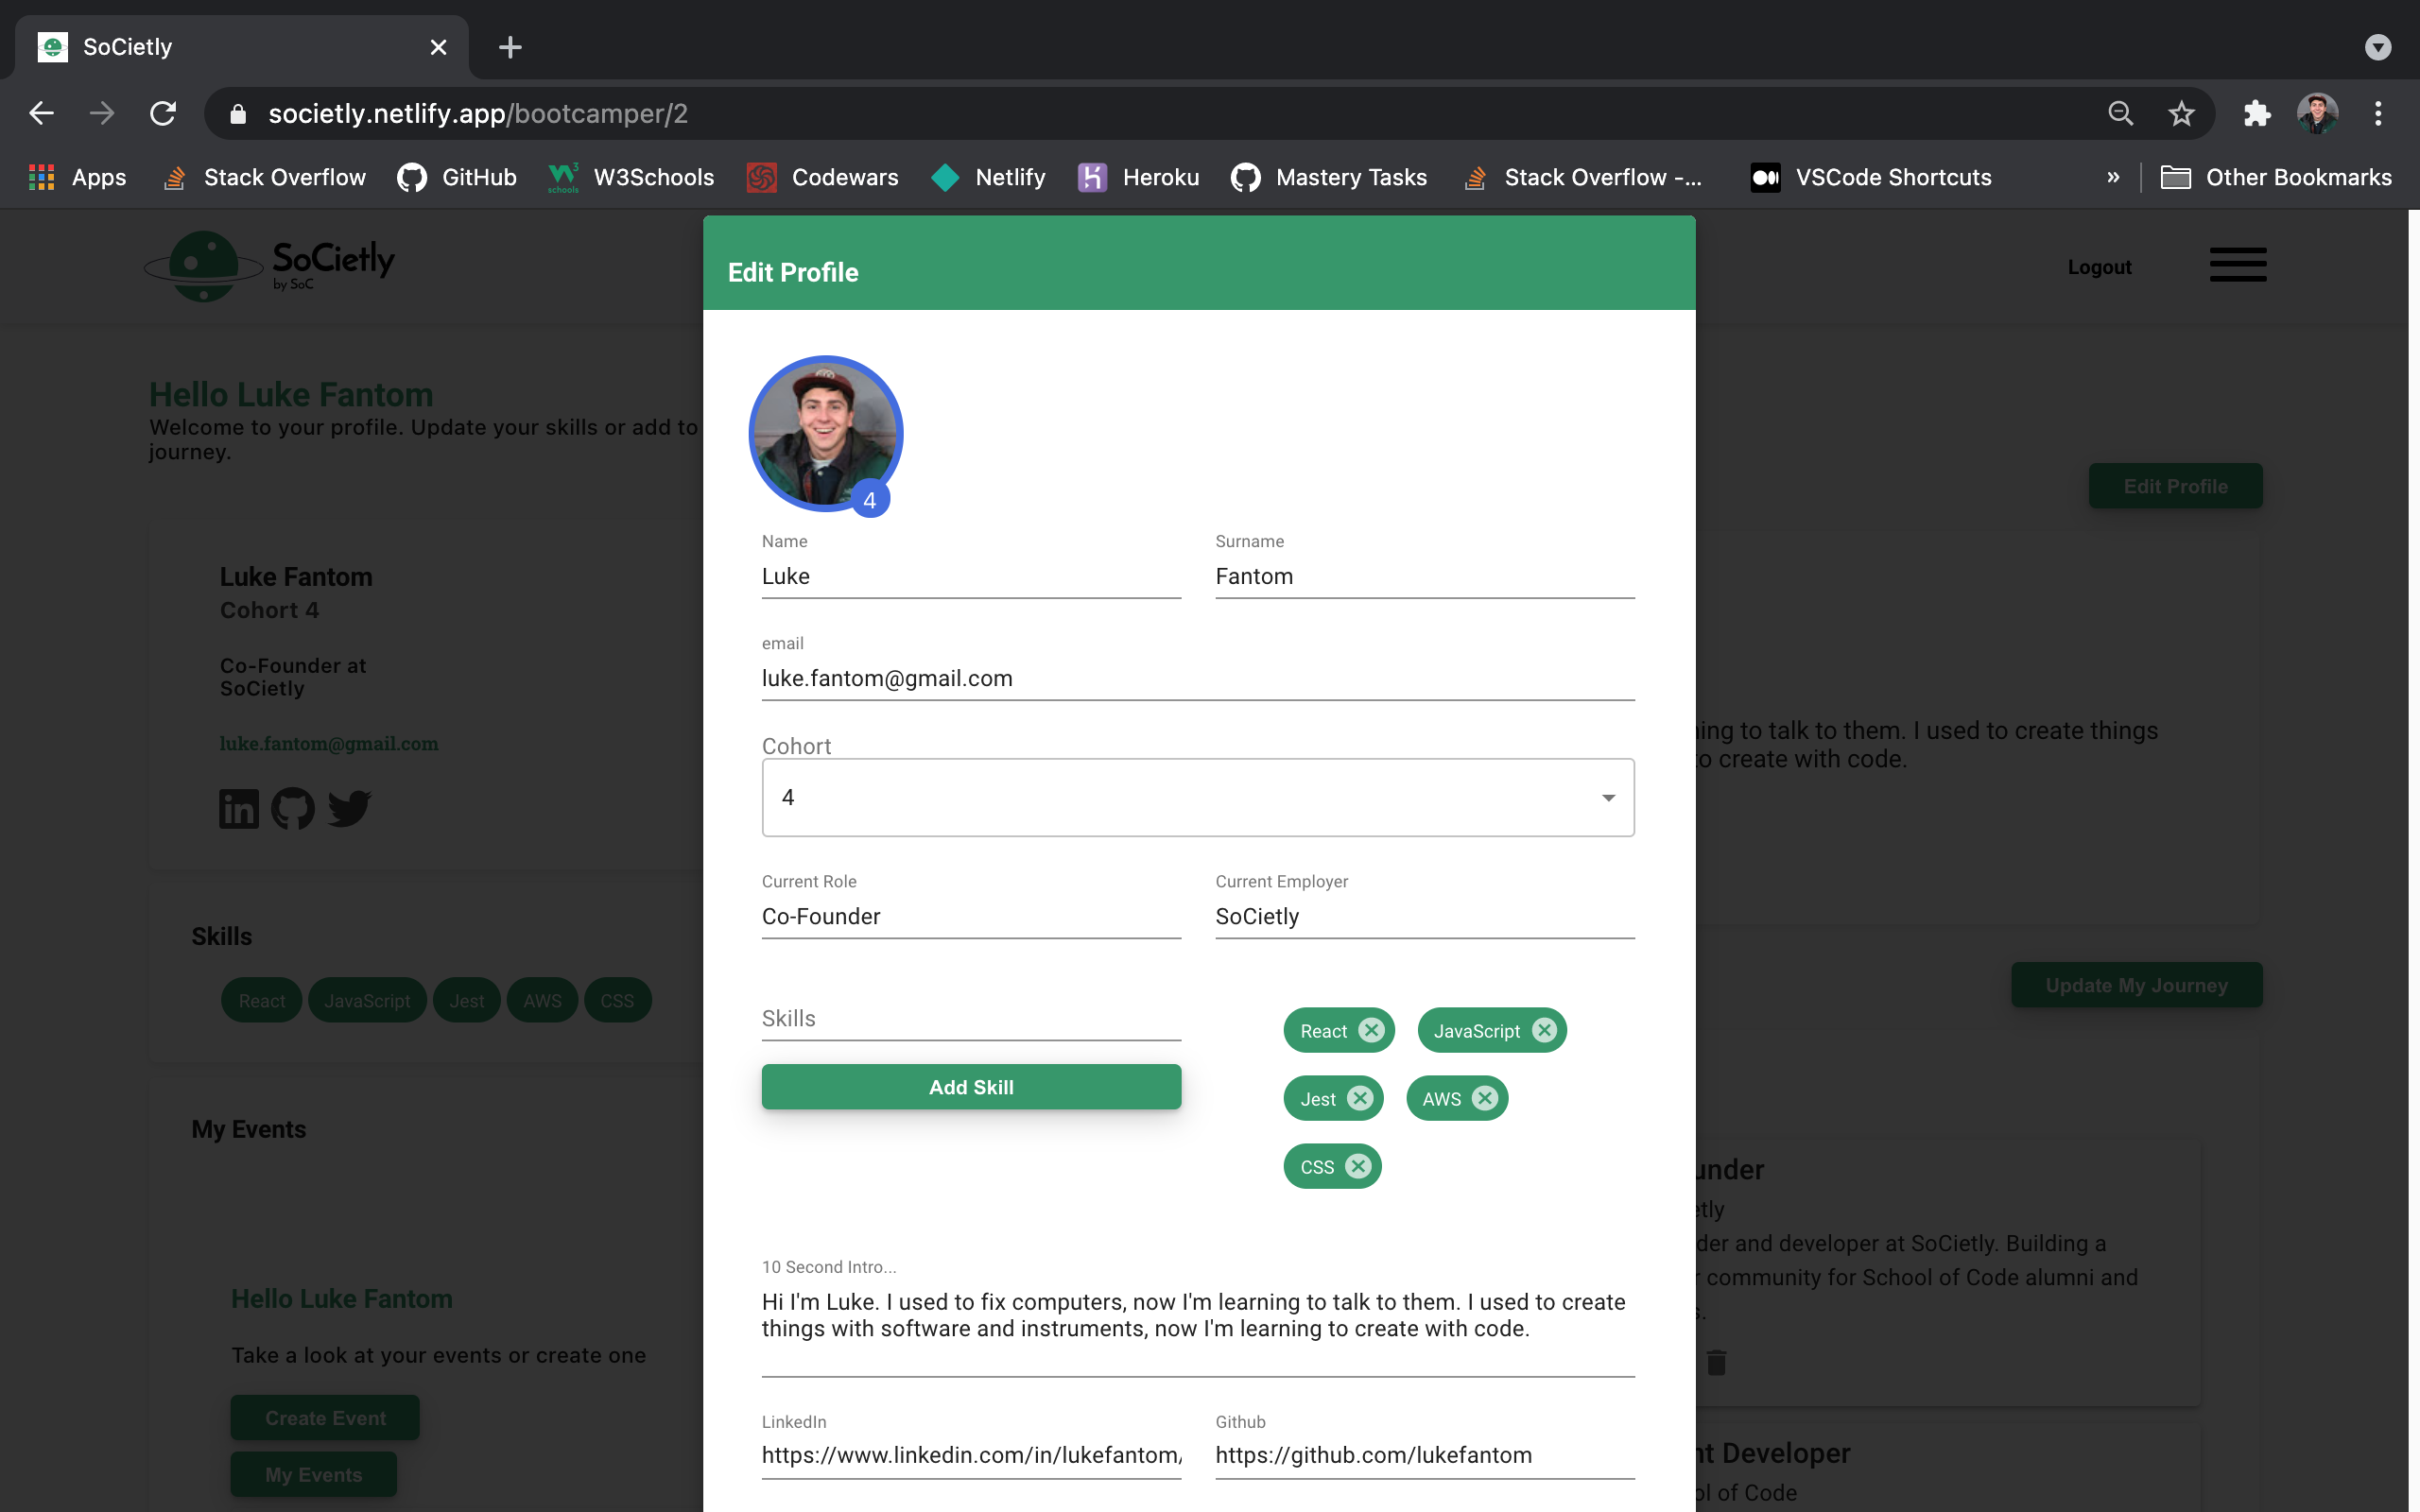 SoCietly
societly.netlify.app/bootcamper/2
Apps
Stack Overflow
GitHub
W3Schools
Codewars
Netlify
Heroku
Mastery Tasks
Stack Overflow -...
VSCode Shortcuts
»
Other Bookmarks
SoCietly
by SoC
Logout
Hello Luke Fantom
Welcome to your profile. Update your skills or add to
journey.
Edit Profile
Luke Fantom
Cohort 4
Co-Founder at
SoCietly
luke.fantom@gmail.com
Skills
React JavaScript Jest AWS CSS
My Events
Hello Luke Fantom
Take a look at your events or create one
Create Event
My Events
Edit Profile
4
Name
Luke
Surname
Fantom
email
luke.fantom@gmail.com
Cohort
4
Current Role
Co-Founder
Current Employer
SoCietly
Skills
Add Skill
React JavaScript
Jest AWS
CSS
10 Second Intro...
Hi I'm Luke. I used to fix computers, now I'm learning to talk to them. I used to create
things with software and instruments, now I'm learning to create with code.
LinkedIn
https://www.linkedin.com/in/lukefantom/
Github
https://github.com/lukefantom
to talk to them. I used to create things
create with code.
Update My Journey
and developer at SoCietly. Building a
community for School of Code alumni and
Developer
of Code